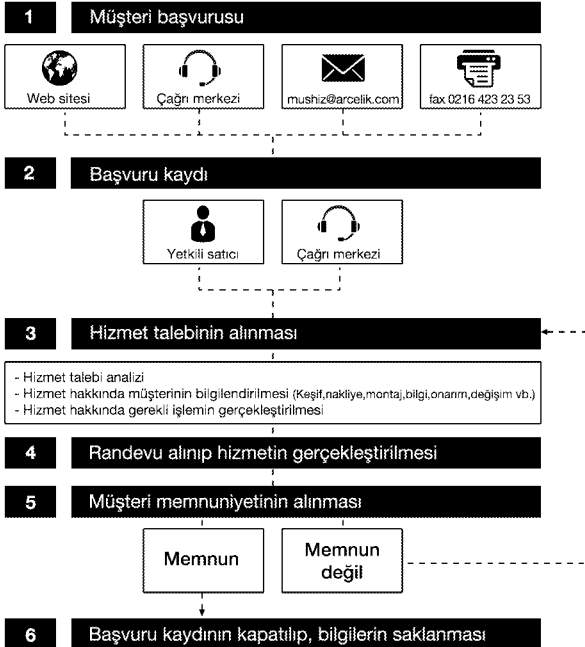 1 Müşteri başvurusu
Web sitesi
Çağrı merkezi
mushiz@arcelik.com
fax 0216 423 23 53
2 Başvuru kaydı
Yetkili satıcı
Çağrı merkezi
3 Hizmet talebinin alınması
- Hizmet talebi analizi
- Hizmet hakkında müşterinin bilgilendirilmesi (Keşif,nakliye,montaj,bilgi,onarım,değişim vb.)
- Hizmet hakkında gerekli işlemin gerçekleştirilmesi
4 Randevu alınıp hizmetin gerçekleştirilmesi
5 Müşteri memnuniyetinin alınması
Memnun
Memnun
değil
6 Başvuru kaydının kapatılıp, bilgilerin saklanması